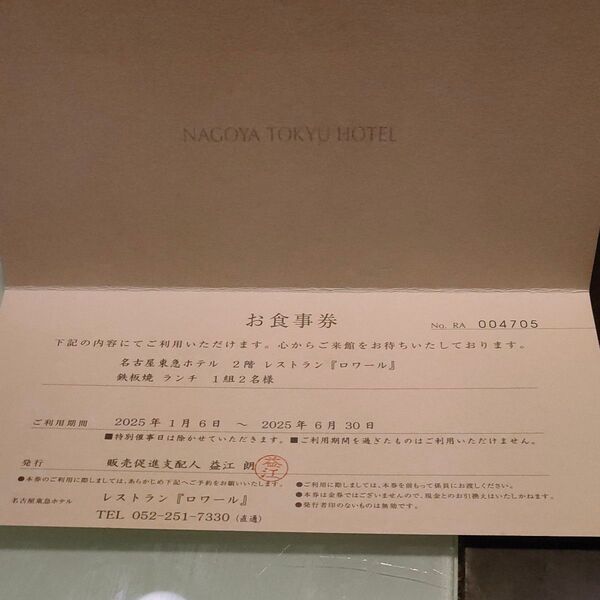 NAGOYA TOKYU HOTEL
お食事券
No. RA 004705
下記の内容にてご利用いただけます。心からご来館をお待ちいたしております。
名古屋東急ホテル 2階 レストラン『ロワール』
鉄板焼 ランチ 1組2名様
ご利用期間 2025年1月6日 ～ 2025年6月30日
■特別催事日は除かせていただきます。■ご利用期間を過ぎたものはご利用いただけません。
発行 販売促進支配人 益江 朗 益江
●本券のご利用に際しましては、あらかじめ下記へご予約をお願いいたします。
名古屋東急ホテル レストラン『ロワール』
TEL 052-251-7330 (直通)
●ご利用に際しましては、本券を前もって係員にお渡しください。
●本券は金券ではございませんので、現金とのお引換えはいたしかねます。
●発行者印のないものは無効です。